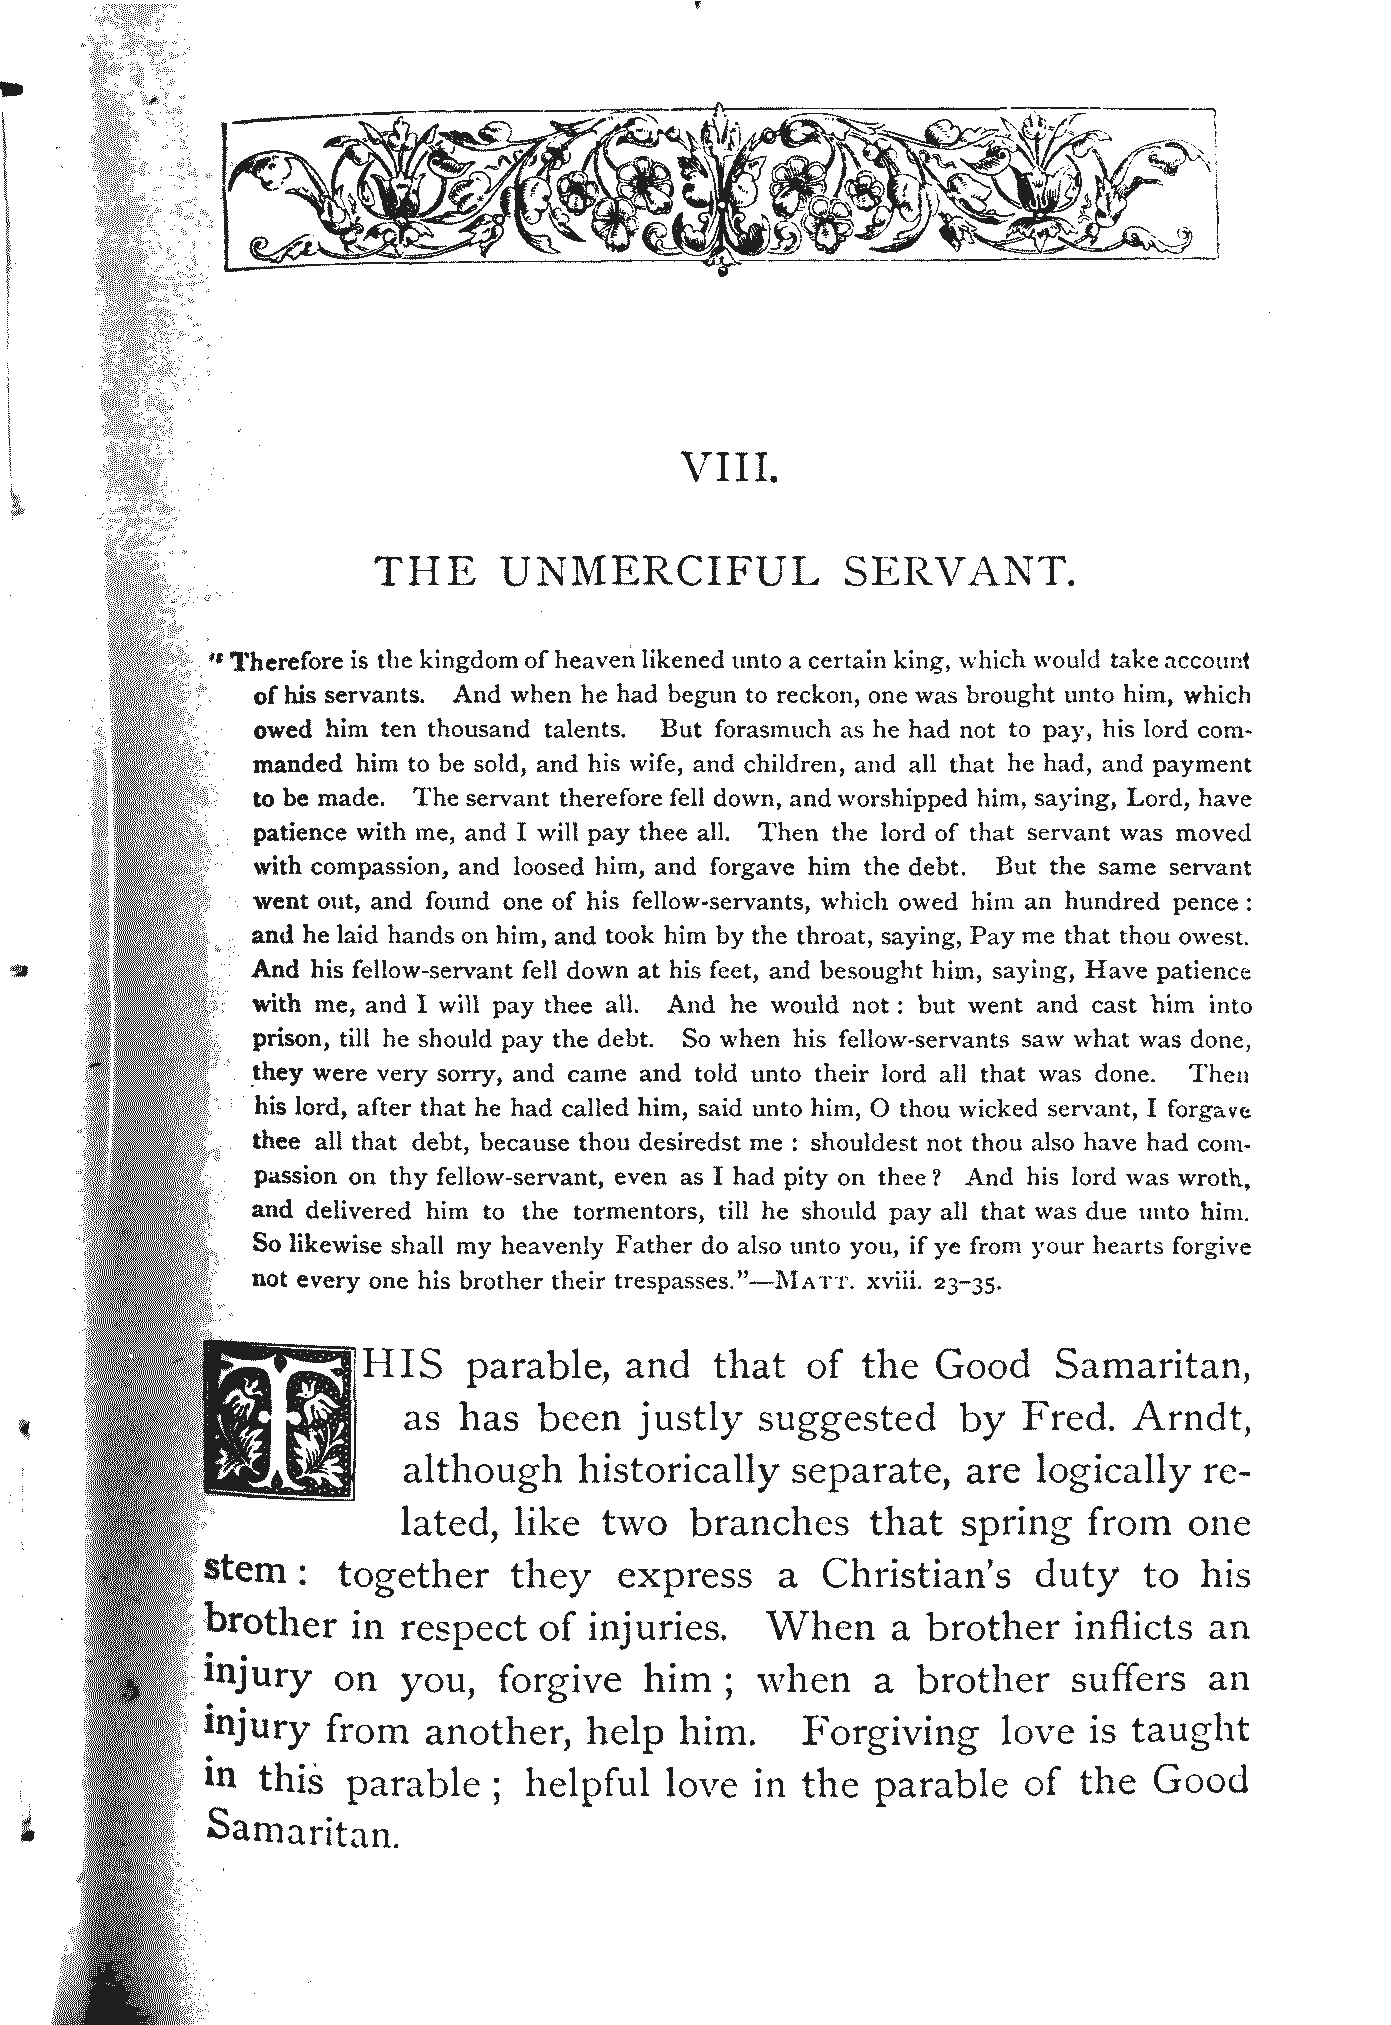 VIII.
THE UNMERCIFUL SERVANT.
"Therefore is the kingdom of heaven likened unto a certain king, which would take account
of his servants. And when he had begun to reckon, one was brought unto him, which
owed him ten thousand talents. But forasmuch as he had not to pay, his lord com-
manded him to be sold, and his wife, and children, and all that he had, and payment
to be made. The servant therefore fell down, and worshipped him, saying, Lord, have
patience with me, and I will pay thee all. Then the lord of that servant was moved
with compassion, and loosed him, and forgave him the debt. But the same servant
went out, and found one of his fellow-servants, which owed him an hundred pence :
and he laid hands on him, and took him by the throat, saying, Pay me that thou owest.
And his fellow-servant fell down at his feet, and besought him, saying, Have patience
with me, and I will pay thee all. And he would not : but went and cast him into
prison, till he should pay the debt. So when his fellow-servants saw what was done,
they were very sorry, and came and told unto their lord all that was done. Then
his lord, after that he had called him, said unto him, O thou wicked servant, I forgave
thee all that debt, because thou desiredst me : shouldest not thou also have had com-
passion on thy fellow-servant, even as I had pity on thee ? And his lord was wroth,
and delivered him to the tormentors, till he should pay all that was due unto him.
So likewise shall my heavenly Father do also unto you, if ye from your hearts forgive
not every one his brother their trespasses."—MATT. xviii. 23-35.
THIS parable, and that of the Good Samaritan,
as has been justly suggested by Fred. Arndt,
although historically separate, are logically re-
lated, like two branches that spring from one
stem : together they express a Christian's duty to his
brother in respect of injuries. When a brother inflicts an
injury on you, forgive him ; when a brother suffers an
injury from another, help him. Forgiving love is taught
in this parable ; helpful love in the parable of the Good
Samaritan.